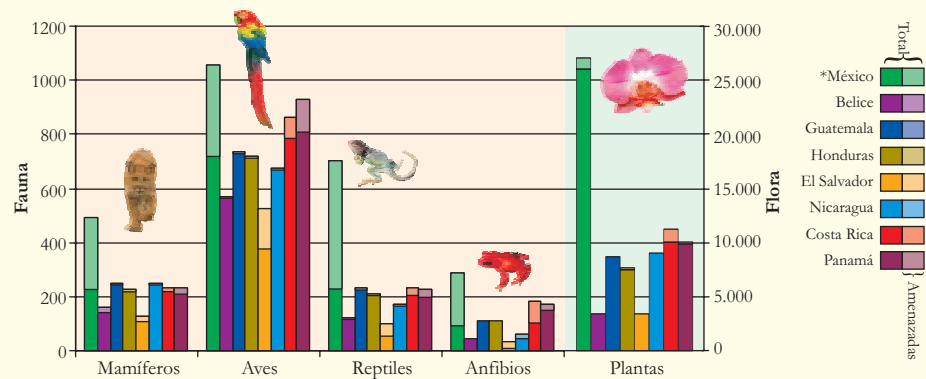 1200
1000
800
600
400
200
0
Fauna
Mamíferos
Aves
Reptiles
Anfibios
Plantas
30.000
25.000
20.000
15.000
10.000
5.000
0
Flora
Total
*México
Belice
Guatemala
Honduras
El Salvador
Nicaragua
Costa Rica
Panamá
Amenazadas